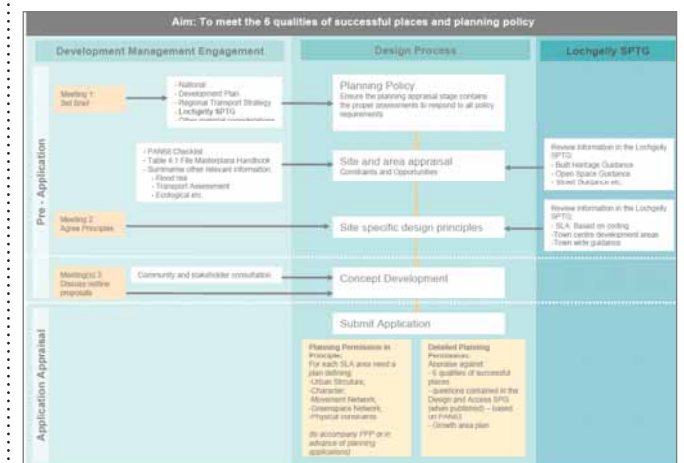 Aim: To meet the 6 qualities of successful places and planning policy
Development Management Engagement
Design Process
Lochgelly SPTG
Pre - Application
Meeting 1:
Set Brief
- National
- Development Plan
- Regional Transport Strategy
- Lochgelly SPTG
- Other material considerations
Planning Policy
Ensure the planning appraisal stage contains
the proper assessments to respond to all policy
requirements
- PAN68 Checklist
- Table 4.1 Fife Masterplans Handbook
- Summarise other relevant information:
- Flood risk
- Transport Assessment
- Ecological etc.
Site and area appraisal
Constraints and Opportunities
Review information in the Lochgelly
SPTG:
- Built Heritage Guidance
- Open Space Guidance
- Street Guidance etc.
Meeting 2:
Agree Principles
Site specific design principles
Review information in the Lochgelly
SPTG:
- SLA: Based on coding
-Town centre development areas
-Town wide guidance
Meeting(s) 3:
Discuss outline
proposals
Community and stakeholder consultation
Concept Development
Application Appraisal
Submit Application
Planning Permission in
Principle:
For each SLA area need a
plan defining:
-Urban Structure;
-Character;
-Movement Network;
-Greenspace Network;
-Physical constraints.
(to accompany PPP or in
advance of planning
applications)
Detailed Planning
Permission:
Appraise against:
- 6 qualities of successful
places
- questions contained in the
Design and Access SPG
(when published) – based
on
- Growth area plan